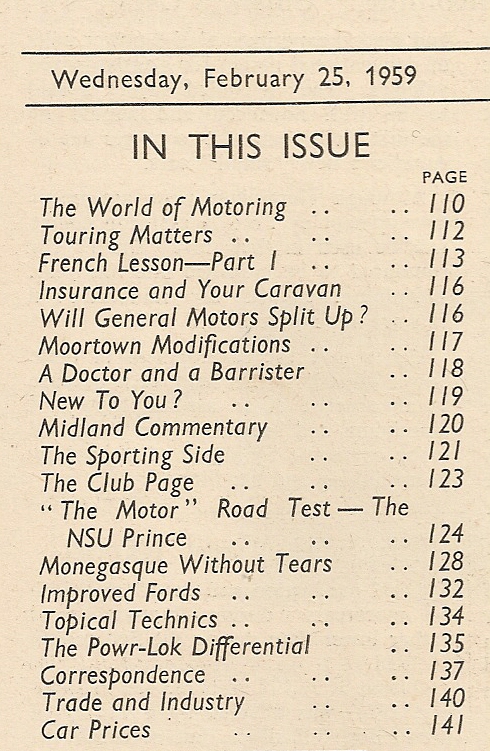 Wednesday, February 25, 1959
IN THIS ISSUE
PAGE
The World of Motoring .. .. 110
Touring Matters .. .. .. 112
French Lesson—Part 1 .. .. 113
Insurance and Your Caravan .. 116
Will General Motors Split Up? .. 116
Moortown Modifications .. .. 117
A Doctor and a Barrister .. 118
New To You? .. .. .. 119
Midland Commentary .. .. 120
The Sporting Side .. .. 121
The Club Page .. .. .. 123
"The Motor" Road Test — The
NSU Prince .. .. .. 124
Monegasque Without Tears .. 128
Improved Fords .. .. .. 132
Topical Technics .. .. .. 134
The Powr-Lok Differential .. 135
Correspondence .. .. .. 137
Trade and Industry .. .. 140
Car Prices .. .. .. 141